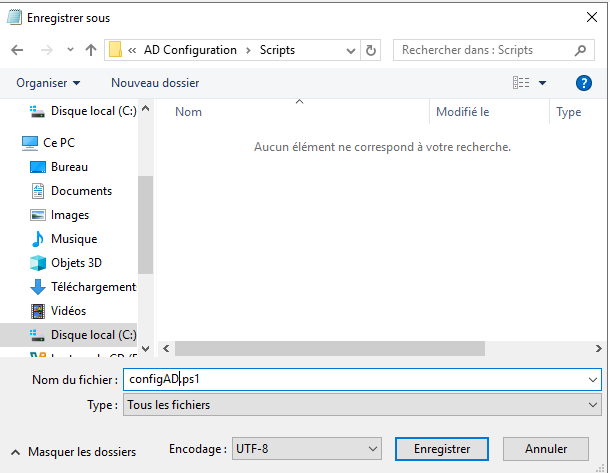 Enregistrer sous
« AD Configuration > Scripts
Rechercher dans : Scripts
Organiser Nouveau dossier
Nom Modifié le Type
Disque local (C:)
Aucun élément ne correspond à votre recherche.
Ce PC
Bureau
Documents
Images
Musique
Objets 3D
Téléchargement
Vidéos
Disque local (C:)
Nom du fichier : configAD.ps1
Type : Tous les fichiers
Masquer les dossiers
Encodage : UTF-8
Enregistrer
Annuler